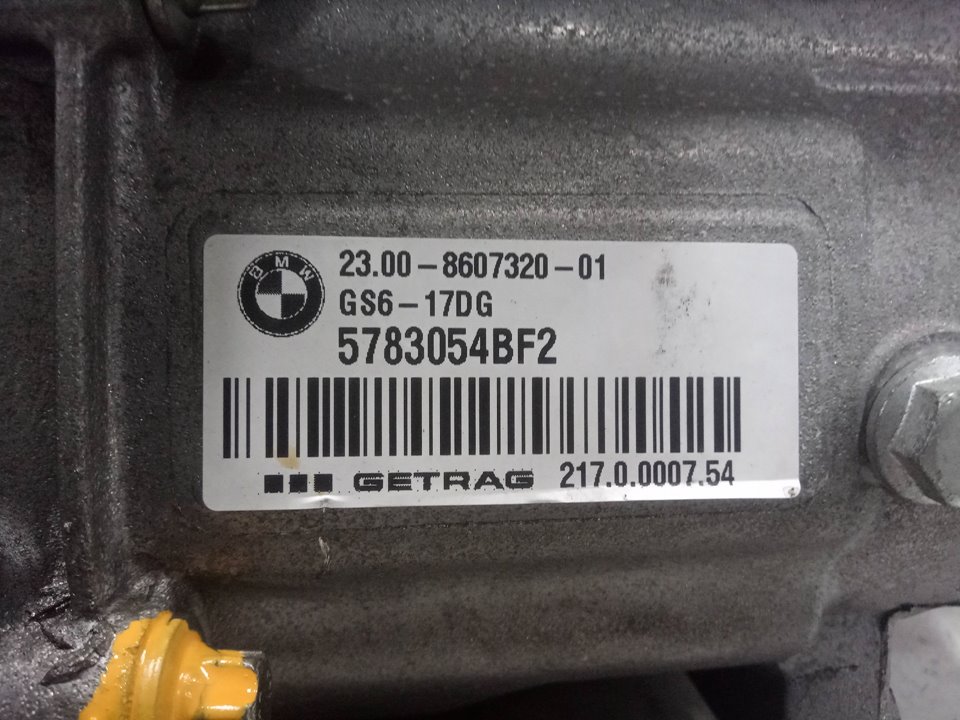 BMW
23.00-8607320-01
GS6-17DG
5783054BF2
GETRAG 217.0.0007.54